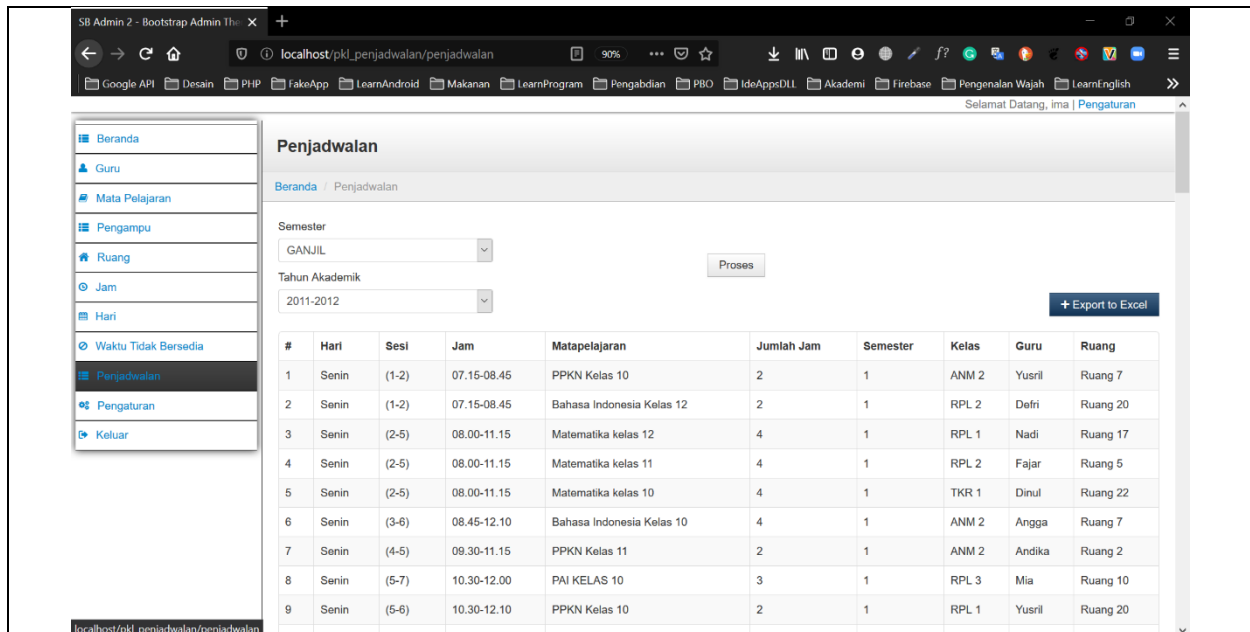 SB Admin 2 - Bootstrap Admin The
localhost/pkl_penjadwalan/penjadwalan 90%
Google API Desain PHP FakeApp LearnAndroid Makanan LearnProgram Pengabdian PBO IdeAppsDLL Akademi Firebase Pengenalan Wajah LearnEnglish
Selamat Datang, ima | Pengaturan
Beranda
Guru
Mata Pelajaran
Pengampu
Ruang
Jam
Hari
Waktu Tidak Bersedia
Penjadwalan
Pengaturan
Keluar
Penjadwalan
Beranda / Penjadwalan
Semester
GANJIL
Proses
Tahun Akademik
2011-2012
+ Export to Excel
# Hari Sesi Jam Matapelajaran Jumlah Jam Semester Kelas Guru Ruang
1 Senin (1-2) 07.15-08.45 PPKN Kelas 10 2 1 ANM 2 Yusril Ruang 7
2 Senin (1-2) 07.15-08.45 Bahasa Indonesia Kelas 12 2 1 RPL 2 Defri Ruang 20
3 Senin (2-5) 08.00-11.15 Matematika kelas 12 4 1 RPL 1 Nadi Ruang 17
4 Senin (2-5) 08.00-11.15 Matematika kelas 11 4 1 RPL 2 Fajar Ruang 5
5 Senin (2-5) 08.00-11.15 Matematika kelas 10 4 1 TKR 1 Dinul Ruang 22
6 Senin (3-6) 08.45-12.10 Bahasa Indonesia Kelas 10 4 1 ANM 2 Angga Ruang 7
7 Senin (4-5) 09.30-11.15 PPKN Kelas 11 2 1 ANM 2 Andika Ruang 2
8 Senin (5-7) 10.30-12.00 PAI KELAS 10 3 1 RPL 3 Mia Ruang 10
9 Senin (5-6) 10.30-12.10 PPKN Kelas 10 2 1 RPL 1 Yusril Ruang 20
localhost/pkl_penjadwalan/penjadwalan